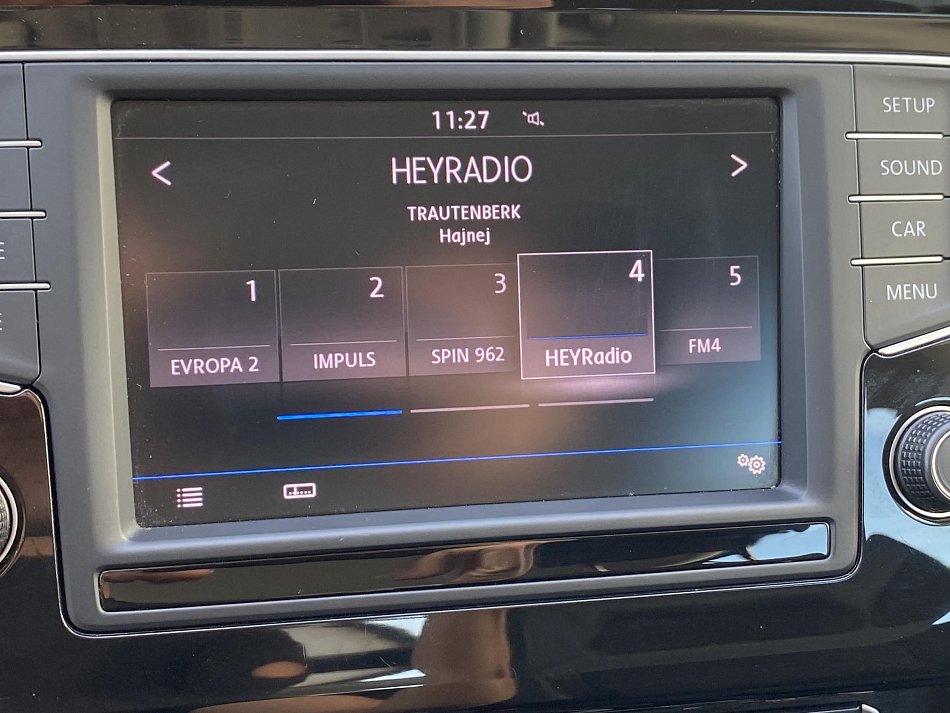 11:27
<
HEYRADIO
>
TRAUTENBERK
Hajnej
1
2
3
4
5
EVROPA 2
IMPULS
SPIN 962
HEYRadio
FM4
SETUP
SOUND
CAR
MENU
E
E